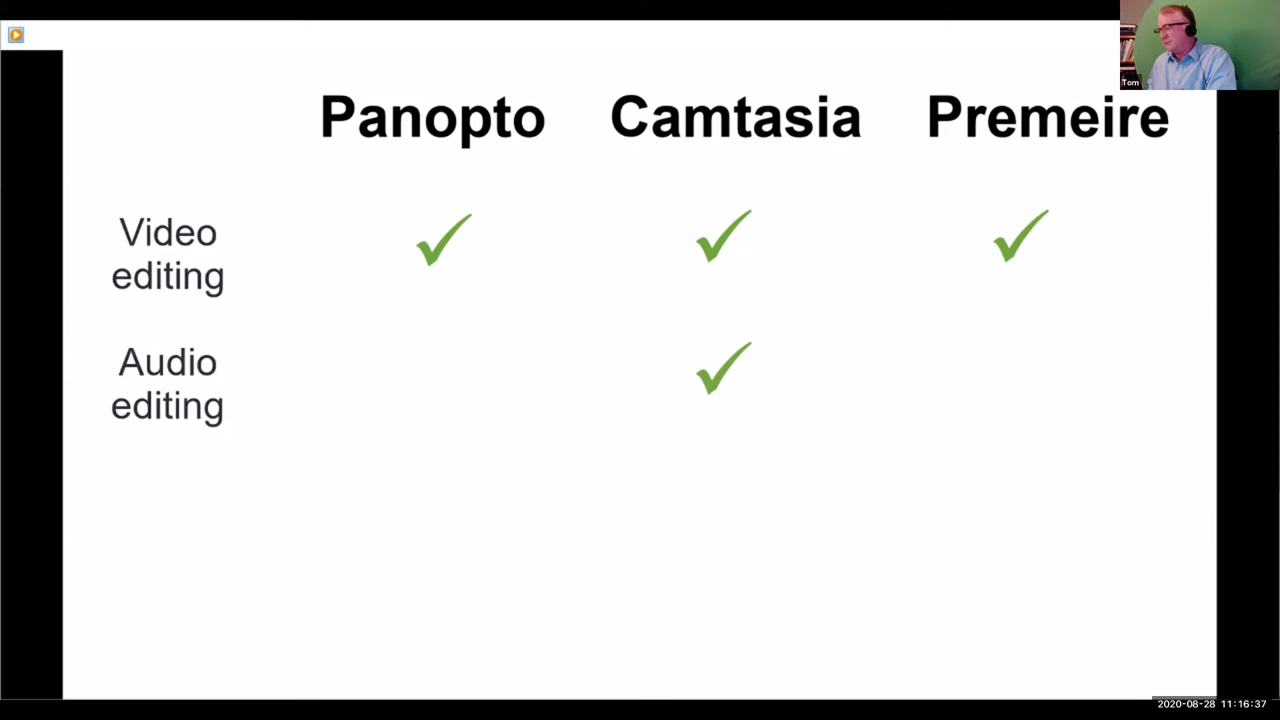 Tom
Panopto Camtasia Premeire
Video
editing
Audio
editing
2020-08-28 11:16:37